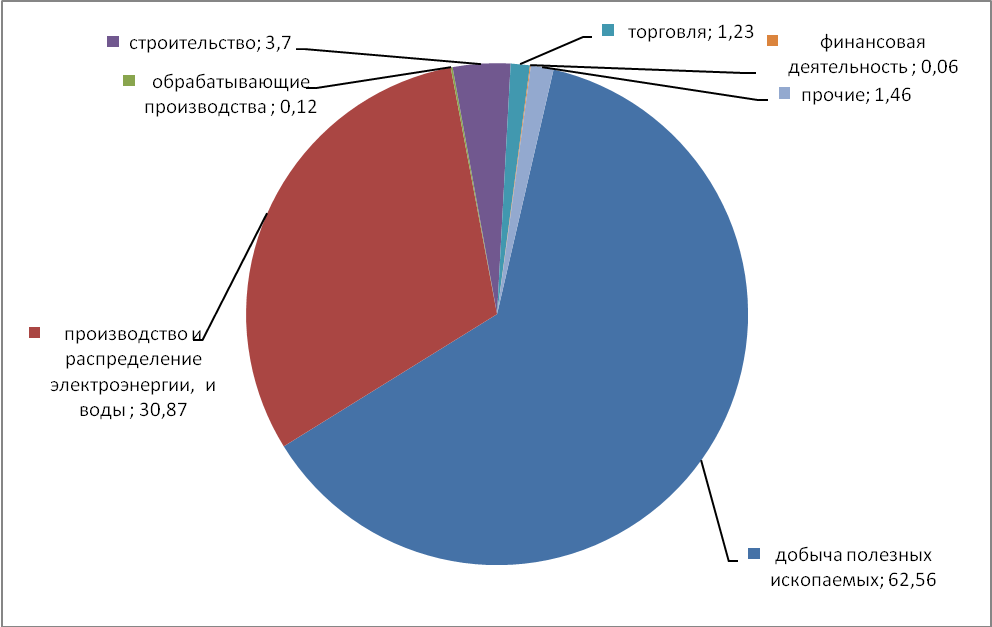 строительство; 3,7
торговля; 1,23
финансовая
деятельность ; 0,06
обрабатывающие
производства ; 0,12
прочие; 1,46
производство и
распределение
электроэнергии, и
воды ; 30,87
добыча полезных
ископаемых; 62,56